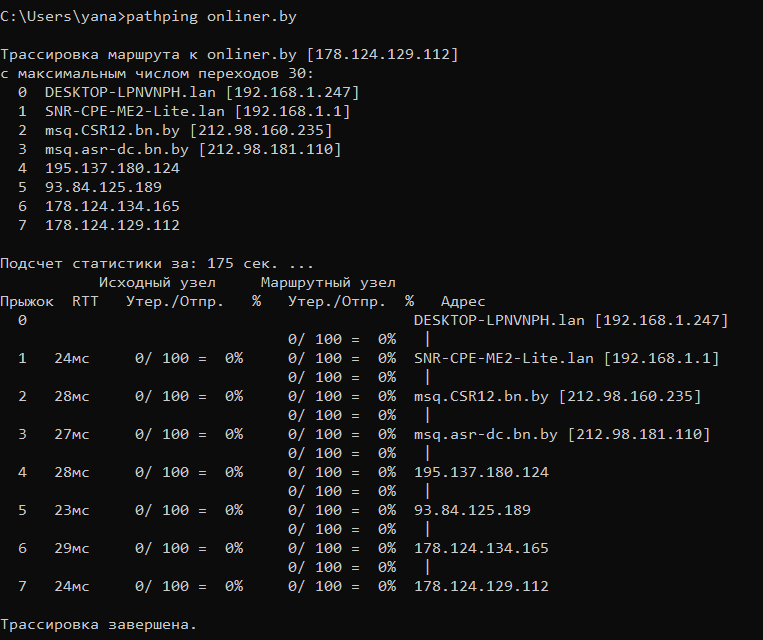 C:\Users\yana>pathping onliner.by
Трассировка маршрута к onliner.by [178.124.129.112]
с максимальным числом переходов 30:
  0  DESKTOP-LPNVNPH.lan [192.168.1.247]
  1  SNR-CPE-ME2-Lite.lan [192.168.1.1]
  2  msq.CSR12.bn.by [212.98.160.235]
  3  msq.asr-dc.bn.by [212.98.181.110]
  4  195.137.180.124
  5  93.84.125.189
  6  178.124.134.165
  7  178.124.129.112
Подсчет статистики за: 175 сек. ...
           Исходный узел     Маршрутный узел
Прыжок  RTT   Утер./Отпр.   %   Утер./Отпр.  %   Адрес
  0                                           DESKTOP-LPNVNPH.lan [192.168.1.247]
                                0/ 100 =  0%   |
  1   24мс     0/ 100 =  0%     0/ 100 =  0%  SNR-CPE-ME2-Lite.lan [192.168.1.1]
                                0/ 100 =  0%   |
  2   28мс     0/ 100 =  0%     0/ 100 =  0%  msq.CSR12.bn.by [212.98.160.235]
                                0/ 100 =  0%   |
  3   27мс     0/ 100 =  0%     0/ 100 =  0%  msq.asr-dc.bn.by [212.98.181.110]
                                0/ 100 =  0%   |
  4   28мс     0/ 100 =  0%     0/ 100 =  0%  195.137.180.124
                                0/ 100 =  0%   |
  5   23мс     0/ 100 =  0%     0/ 100 =  0%  93.84.125.189
                                0/ 100 =  0%   |
  6   29мс     0/ 100 =  0%     0/ 100 =  0%  178.124.134.165
                                0/ 100 =  0%   |
  7   24мс     0/ 100 =  0%     0/ 100 =  0%  178.124.129.112
Трассировка завершена.